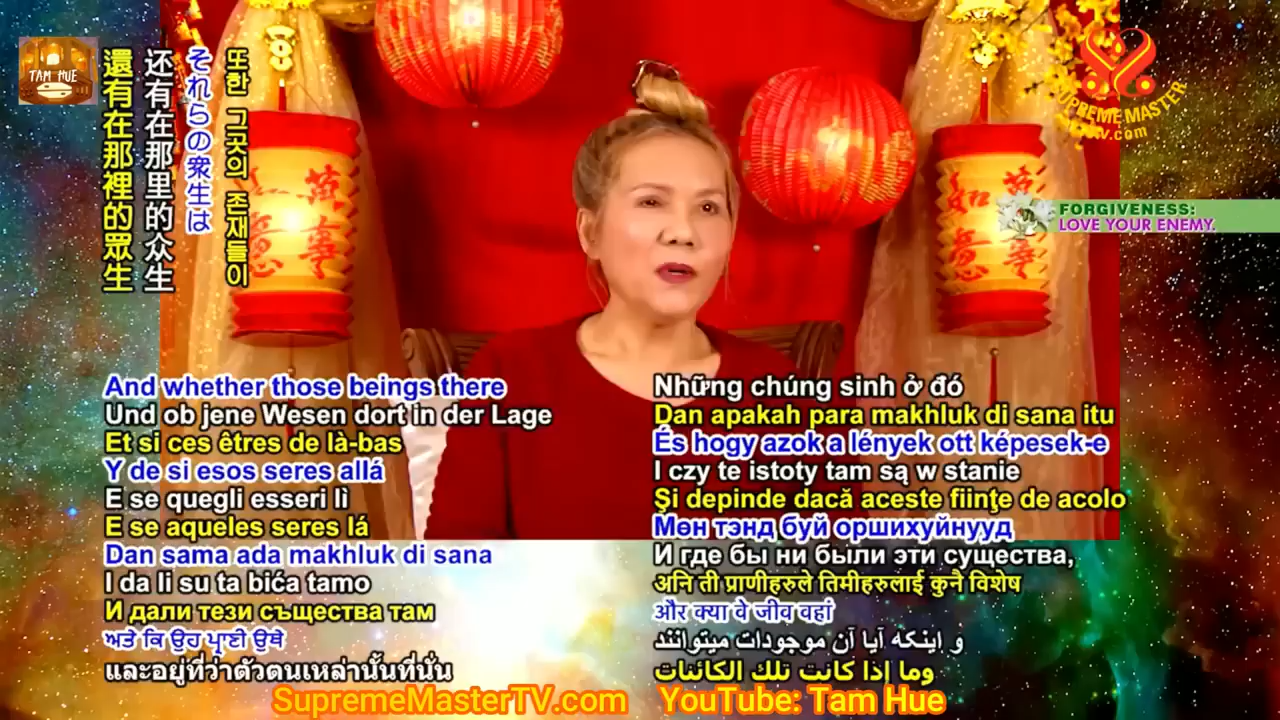 TAM HUE
還有在那裡的眾生
还有在那里的众生
それらの衆生は
또한 그곳의 존재들이
SUPREME MASTER
TV.com
萬事
如意
FORGIVENESS:
LOVE YOUR ENEMY.
And whether those beings there
Und ob jene Wesen dort in der Lage
Et si ces êtres de là-bas
Y de si esos seres allá
E se quegli esseri lì
E se aqueles seres lá
Dan sama ada makhluk di sana
I da li su ta bića tamo
И дали тези същества там
ਅਤੇ ਕਿ ਉਹ ਪ੍ਰਾਣੀ ਉਥੇ
และอยู่ที่ว่าตัวตนเหล่านั้นที่นั่น
Những chúng sinh ở đó
Dan apakah para makhluk di sana itu
És hogy azok a lények ott képesek-e
I czy te istoty tam są w stanie
Şi depinde dacă aceste fiinţe de acolo
Мөн тэнд буй оршихуйнууд
И где бы ни были эти существа,
अनि ती प्राणीहरुले तिमीहरुलाई कुनै विशेष
और क्या वे जीव वहां
و اینکه آیا آن موجودات میتوانند
وما إذا كانت تلك الكائنات
SupremeMasterTV.com
YouTube: Tam Hue